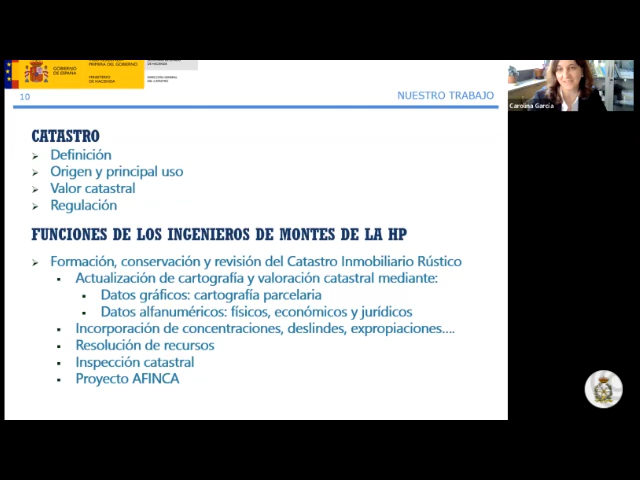 GOBIERNO
DE ESPAÑA
PRIMERA DEL GOBIERNO
MINISTERIO
DE HACIENDA
DIRECCIÓN GENERAL
DEL CATASTRO
10
NUESTRO TRABAJO
Carolina García
CATASTRO
Definición
Origen y principal uso
Valor catastral
Regulación
FUNCIONES DE LOS INGENIEROS DE MONTES DE LA HP
Formación, conservación y revisión del Catastro Inmobiliario Rústico
Actualización de cartografía y valoración catastral mediante:
Datos gráficos: cartografía parcelaria
Datos alfanuméricos: físicos, económicos y jurídicos
Incorporación de concentraciones, deslindes, expropiaciones....
Resolución de recursos
Inspección catastral
Proyecto AFINCA